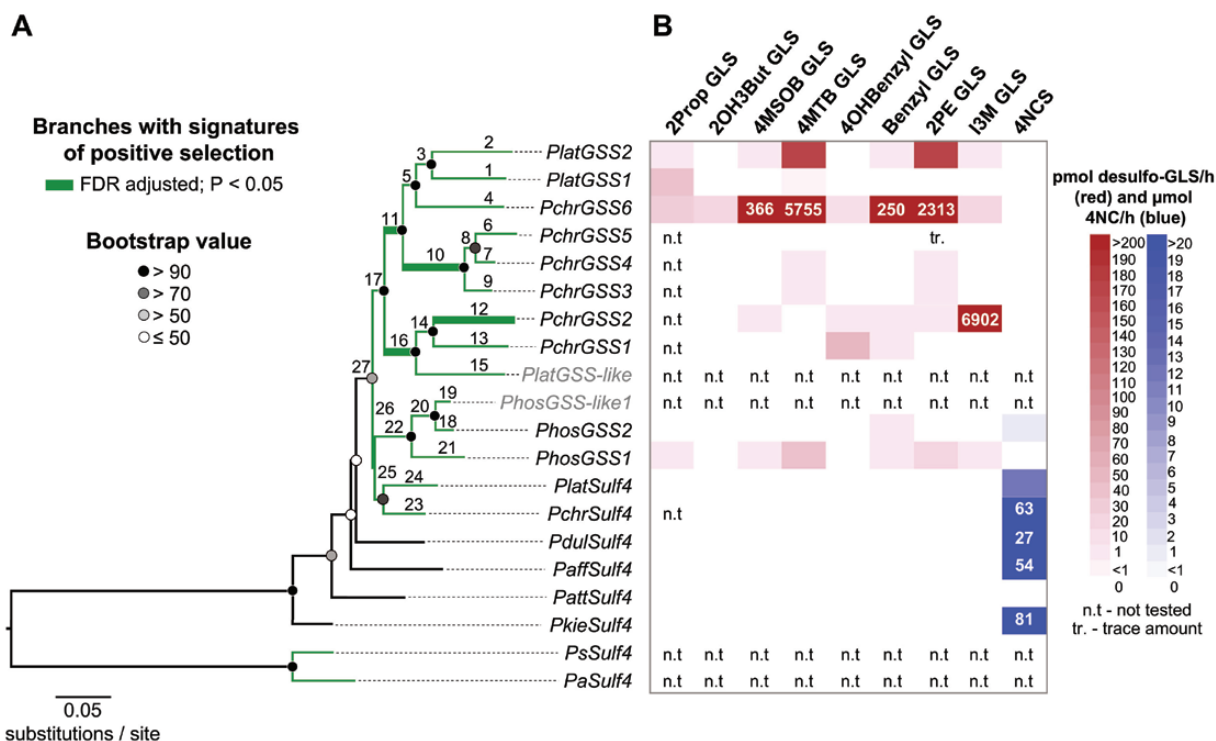 A
B
Branches with signatures
of positive selection
FDR adjusted; P < 0.05
Bootstrap value
> 90
> 70
> 50
≤ 50
2Prop GLS
2OH3But GLS
4MSOB GLS
4MTB GLS
4OHBenzyl GLS
Benzyl GLS
2PE GLS
I3M GLS
4NCS
3 2 PlatGSS2
5 1 PlatGSS1
4 PchrGSS6 366 5755 250 2313
11 6 PchrGSS5 n.t tr.
8 7 PchrGSS4 n.t
10 9 PchrGSS3 n.t
17 12 PchrGSS2 n.t 6902
14 13 PchrGSS1 n.t
16 15 PlatGSS-like n.t n.t n.t n.t n.t n.t n.t n.t n.t
27 19 PhosGSS-like1 n.t n.t n.t n.t n.t n.t n.t n.t n.t
26 20 18 PhosGSS2
22 21 PhosGSS1
25 24 PlatSulf4
23 PchrSulf4 n.t 63
PdulSulf4 27
PaffSulf4 54
PattSulf4
PkieSulf4 81
PsSulf4 n.t n.t n.t n.t n.t n.t n.t n.t n.t
PaSulf4 n.t n.t n.t n.t n.t n.t n.t n.t n.t
0.05
substitutions / site
pmol desulfo-GLS/h
(red) and µmol
4NC/h (blue)
>200 >20
190 19
180 18
170 17
160 16
150 15
140 14
130 13
120 12
110 11
100 10
90 9
80 8
70 7
60 6
50 5
40 4
30 3
20 2
10 1
1 <1
<1 0
0
n.t - not tested
tr. - trace amount